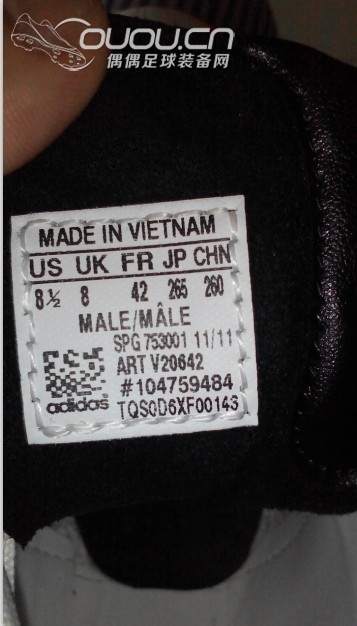 OUOU.CN
偶偶足球装备网
MADE IN VIETNAM
US UK FR JP CHN
8½ 8 42 265 260
MALE/MÂLE
SPG 753001 11/11
ART V20642
#104759484
adidas TQS0D6XF00143